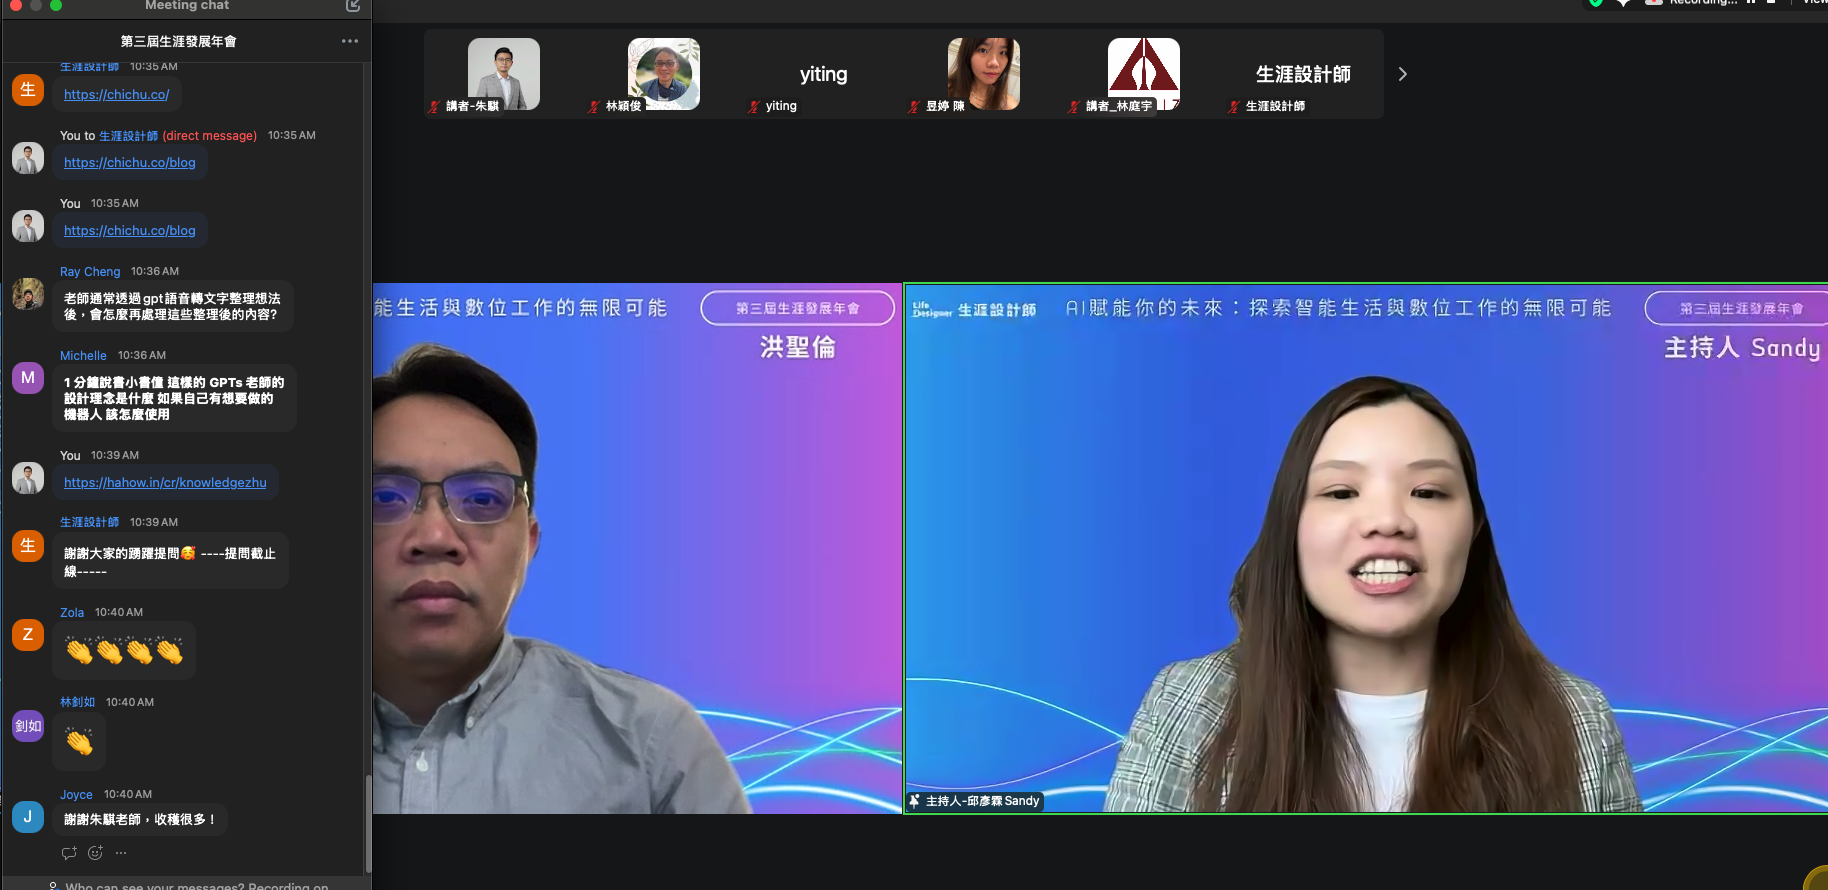 Meeting chat
第三屆生涯發展年會
生涯設計師 10:35 AM
生
https://chichu.co/
You to 生涯設計師 (direct message) 10:35 AM
https://chichu.co/blog
You 10:35 AM
https://chichu.co/blog
Ray Cheng 10:36 AM
老師通常透過gpt語音轉文字整理想法
後，會怎麼再處理這些整理後的內容?
Michelle 10:36 AM
M
1 分鐘說書小書僮 這樣的 GPTs 老師的
設計理念是什麼 如果自己有想要做的
機器人 該怎麼使用
You 10:39 AM
https://hahow.in/cr/knowledgezhu
生涯設計師 10:39 AM
生
謝謝大家的踴躍提問🥰 ----提問截止
線-----
Zola 10:40 AM
Z
👏👏👏👏
林釗如 10:40 AM
釗如
👏
Joyce 10:40 AM
J
謝謝朱騏老師，收穫很多！
Who can see your messages? Recording on
Recording...
View
講者-朱騏
林穎俊
yiting
yiting
昱婷 陳
講者_林庭宇
生涯設計師
生涯設計師
能生活與數位工作的無限可能
第三屆生涯發展年會
洪聖倫
Life Designer 生涯設計師
AI賦能你的未來：探索智能生活與數位工作的無限可能
第三屆生涯發展年會
主持人 Sandy
主持人-邱彥霖 Sandy